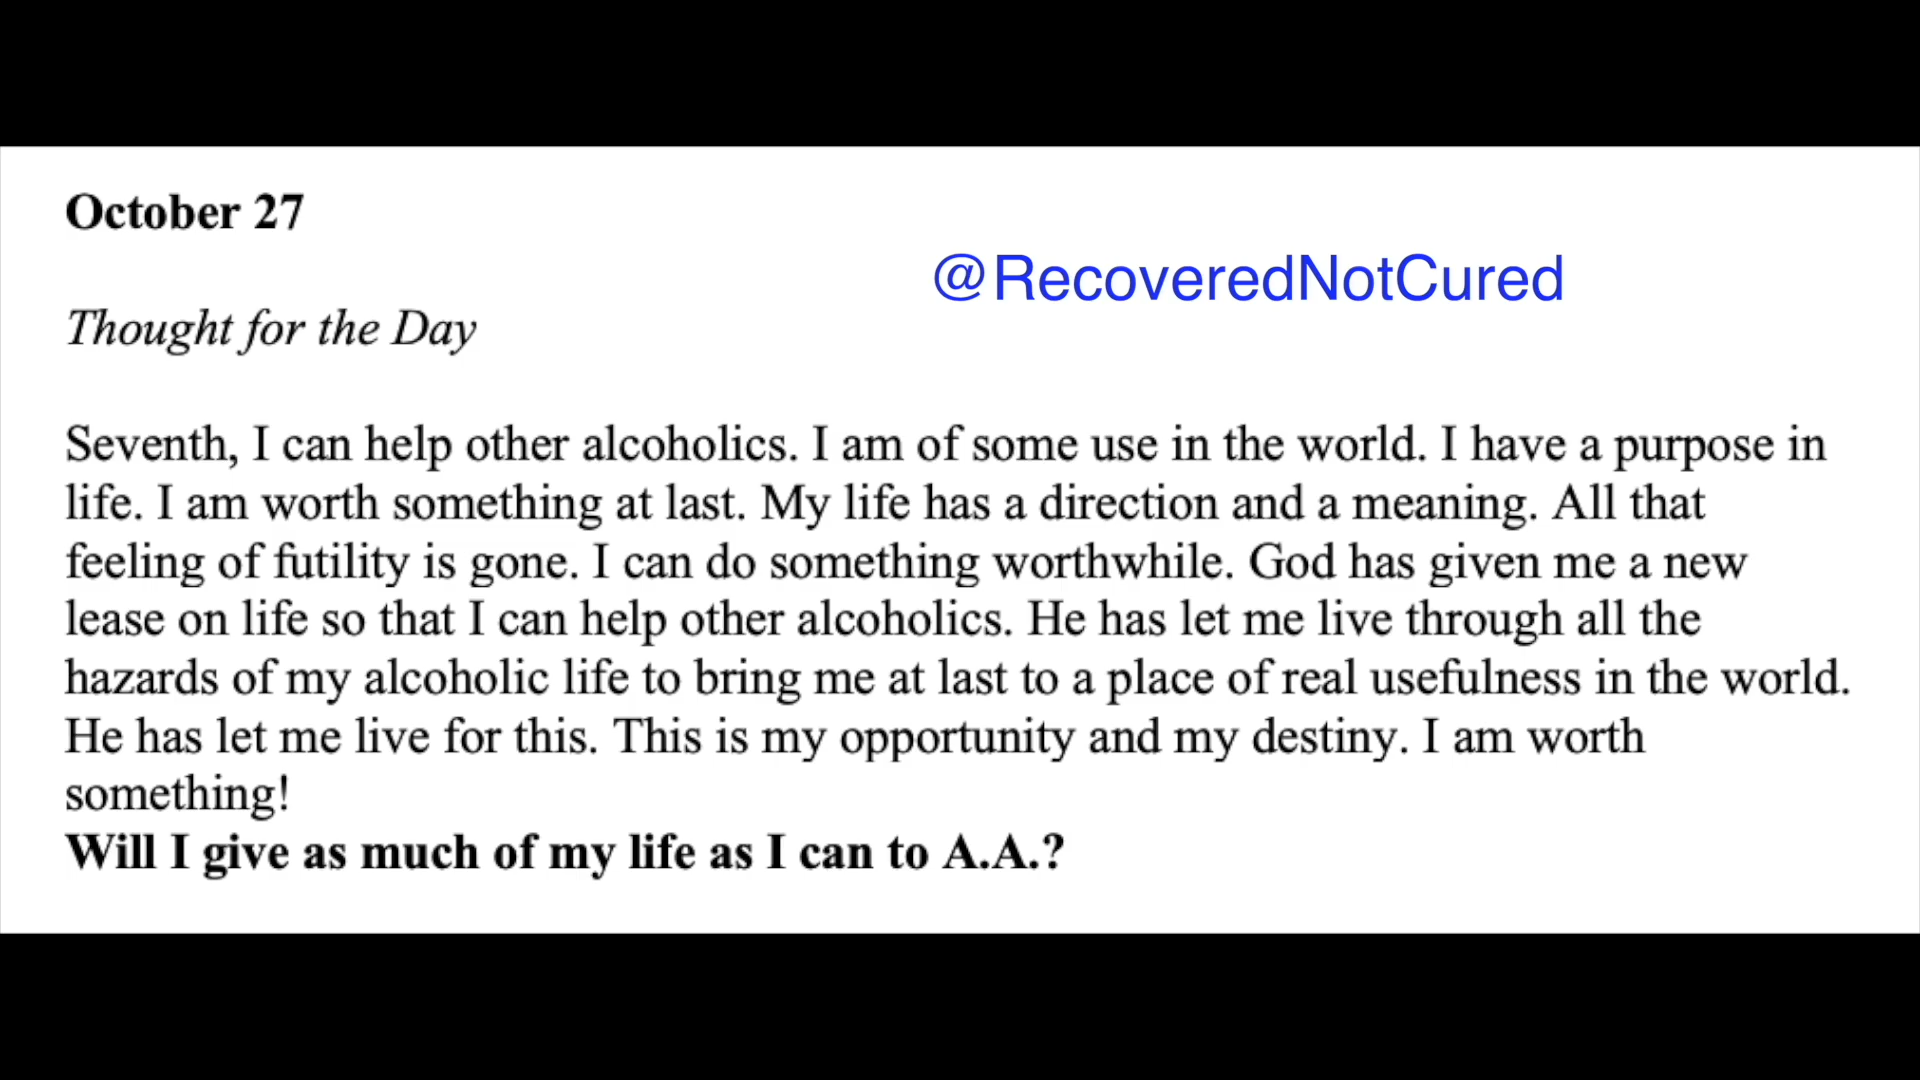 October 27
@RecoveredNotCured
Thought for the Day
Seventh, I can help other alcoholics. I am of some use in the world. I have a purpose in
life. I am worth something at last. My life has a direction and a meaning. All that
feeling of futility is gone. I can do something worthwhile. God has given me a new
lease on life so that I can help other alcoholics. He has let me live through all the
hazards of my alcoholic life to bring me at last to a place of real usefulness in the world.
He has let me live for this. This is my opportunity and my destiny. I am worth
something!
Will I give as much of my life as I can to A.A.?